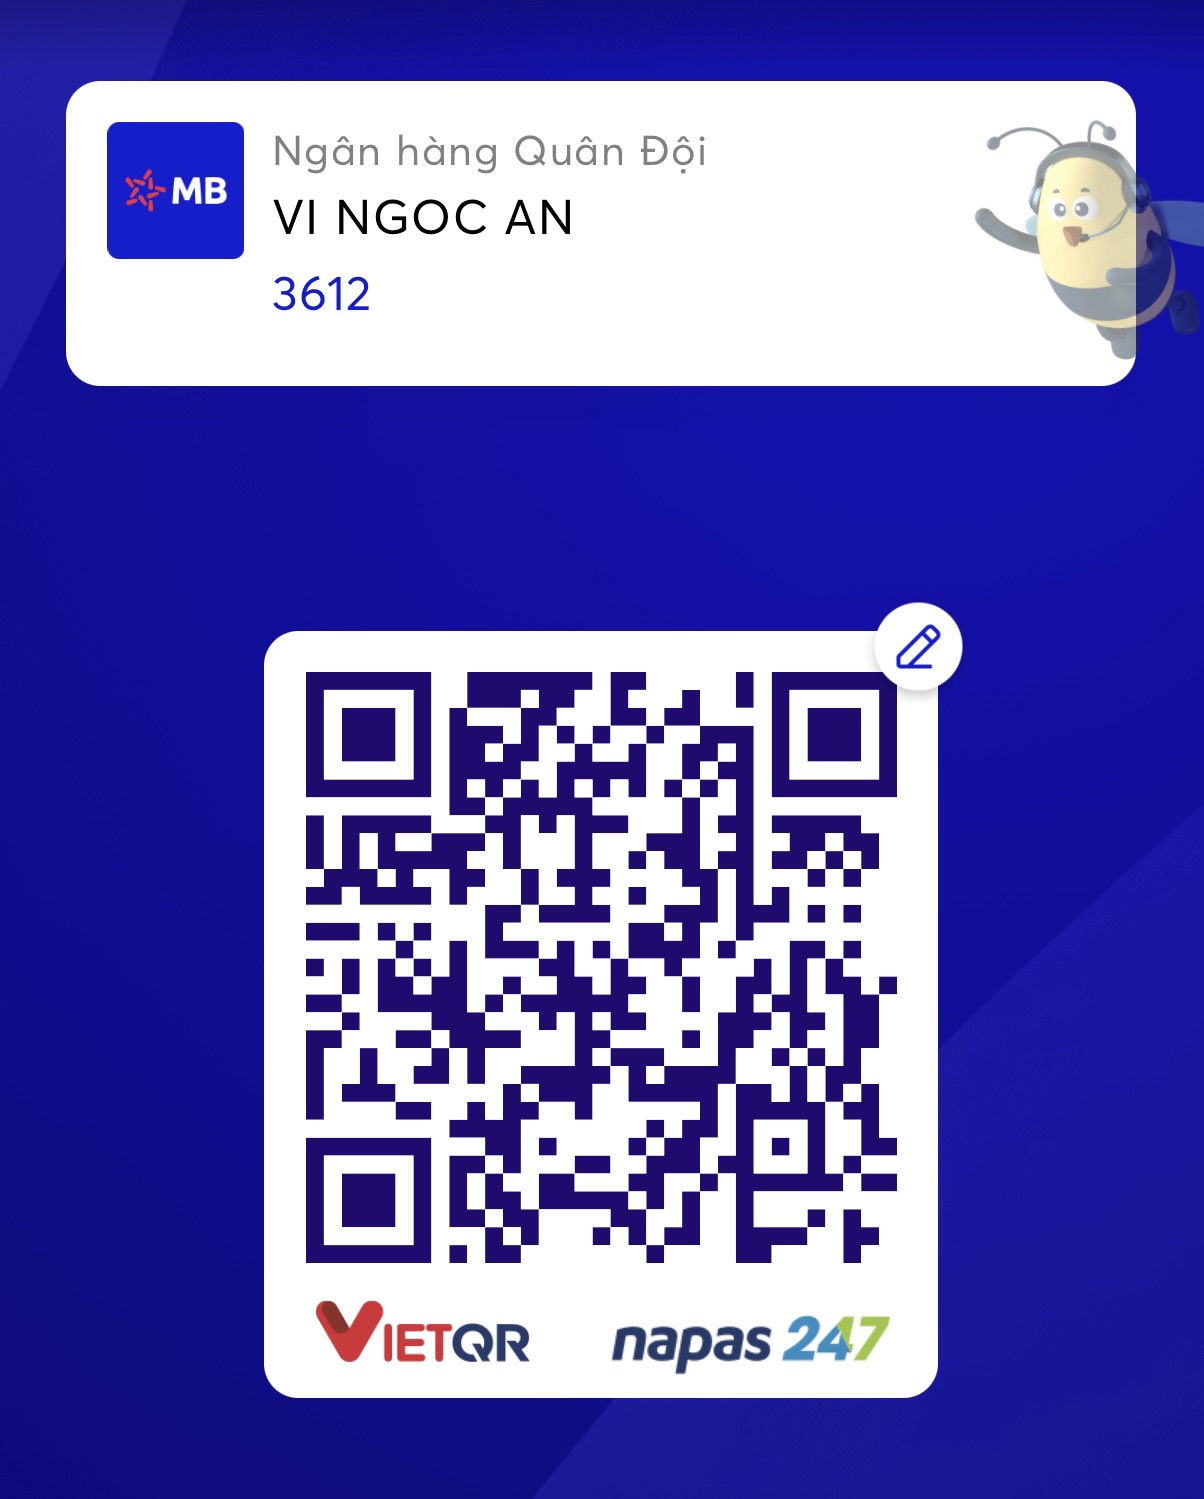 MB
Ngân hàng Quân Đội
VI NGOC AN
3612
VIETQR
napas 247